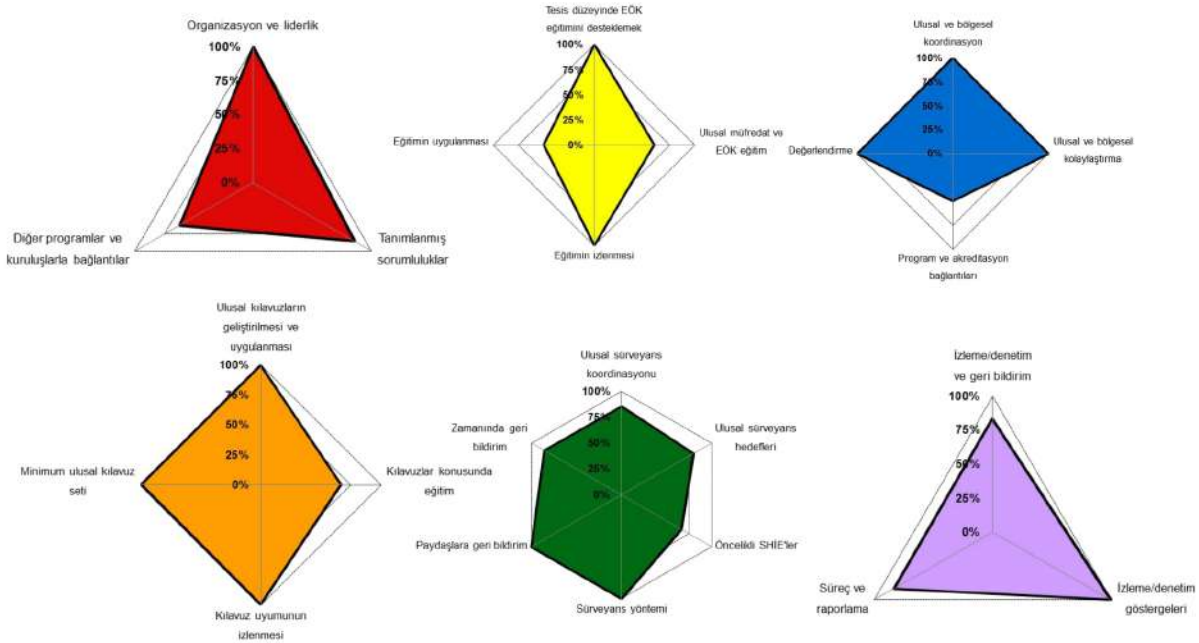 Organizasyon ve liderlik
100%
75%
50%
25%
0%
Diğer programlar ve
kuruluşlarla bağlantılar
Tanımlanmış
sorumluluklar
Tesis düzeyinde EÖK
eğitimini desteklemek
100%
75%
50%
25%
0%
Eğitimin uygulanması
Ulusal müfredat ve
EÖK eğitim
Eğitimin izlenmesi
Ulusal ve bölgesel
koordinasyon
100%
75%
50%
25%
0%
Değerlendirme
Ulusal ve bölgesel
kolaylaştırma
Program ve akreditasyon
bağlantıları
Ulusal kılavuzların
geliştirilmesi ve
uygulanması
100%
75%
50%
25%
0%
Minimum ulusal kılavuz
seti
Kılavuzlar konusunda
eğitim
Kılavuz uyumunun
izlenmesi
Ulusal sürveyans
koordinasyonu
100%
75%
50%
25%
0%
Zamanında geri
bildirim
Ulusal sürveyans
hedefleri
Paydaşlara geri bildirim
Öncelikli SHİE'ler
Sürveyans yöntemi
İzleme/denetim
ve geri bildirim
100%
75%
50%
25%
0%
Süreç ve
raporlama
İzleme/denetim
göstergeleri